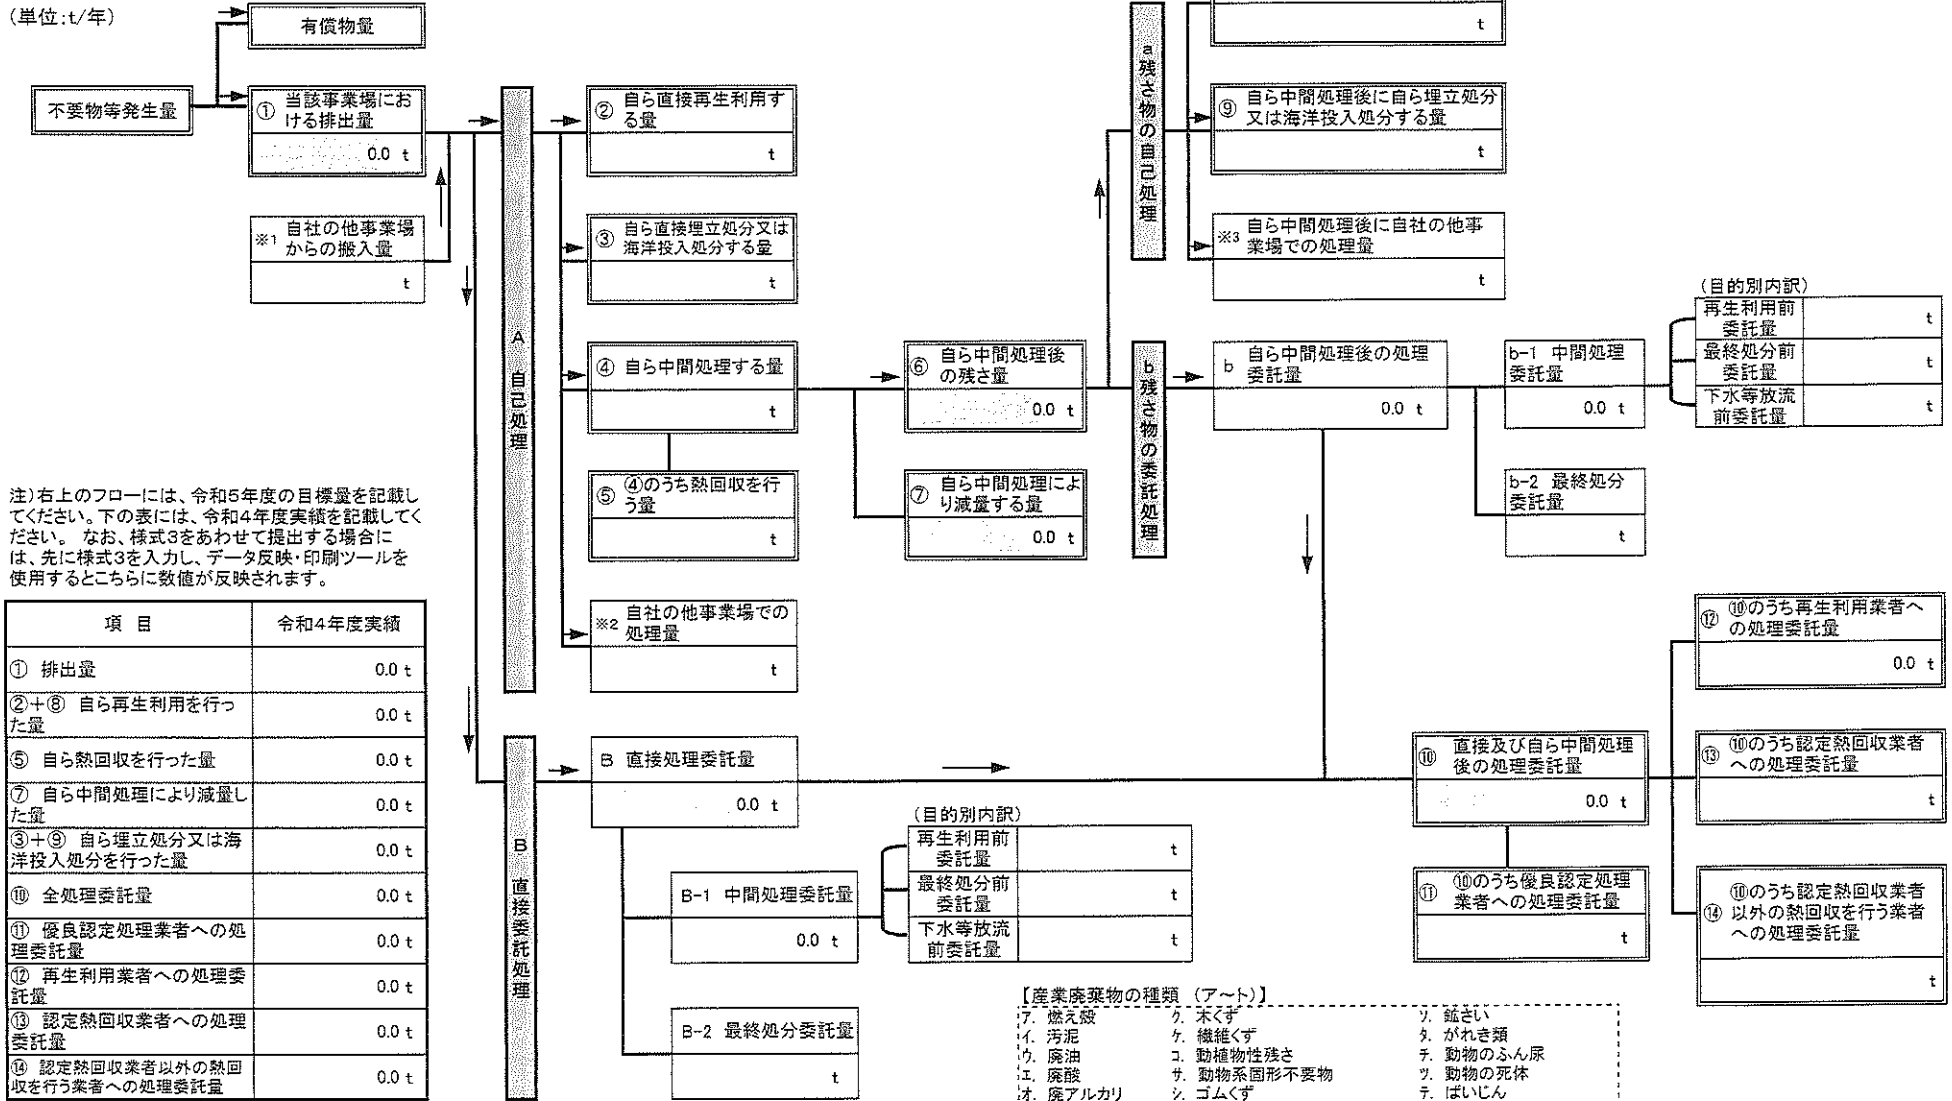 (単位:t/年)
有償物量
不要物等発生量
① 当該事業場にお
ける排出量
0.0 t
※1 自社の他事業場
からの搬入量
t
A 自己処理
② 自ら直接再生利用す
る量
t
③ 自ら直接埋立処分又は
海洋投入処分する量
t
④ 自ら中間処理する量
t
⑤ ④のうち熱回収を行
う量
t
※2 自社の他事業場での
処理量
t
⑥ 自ら中間処理後
の残さ量
0.0 t
⑦ 自ら中間処理によ
り減量する量
0.0 t
a 残さ物の自己処理
t
⑨ 自ら中間処理後に自ら埋立処分
又は海洋投入処分する量
t
※3 自ら中間処理後に自社の他事
業場での処理量
t
b 残さ物の委託処理
b 自ら中間処理後の処理
委託量
0.0 t
b-1 中間処理
委託量
0.0 t
b-2 最終処分
委託量
t
(目的別内訳)
再生利用前
委託量
t
最終処分前
委託量
t
下水等放流
前委託量
t
注)右上のフローには、令和5年度の目標量を記載し
てください。下の表には、令和4年度実績を記載してく
ださい。 なお、様式3をあわせて提出する場合に
は、先に様式3を入力し、データ反映・印刷ツールを
使用するとこちらに数値が反映されます。
項 目 令和4年度実績
① 排出量 0.0 t
②+⑧ 自ら再生利用を行っ
た量 0.0 t
⑤ 自ら熱回収を行った量 0.0 t
⑦ 自ら中間処理により減量し
た量 0.0 t
③+⑨ 自ら埋立処分又は海
洋投入処分を行った量 0.0 t
⑩ 全処理委託量 0.0 t
⑪ 優良認定処理業者への処
理委託量 0.0 t
⑫ 再生利用業者への処理委
託量 0.0 t
⑬ 認定熱回収業者への処理
委託量 0.0 t
⑭ 認定熱回収業者以外の熱回
収を行う業者への処理委託量 0.0 t
B 直接委託処理
B 直接処理委託量
0.0 t
B-1 中間処理委託量
0.0 t
B-2 最終処分委託量
t
(目的別内訳)
再生利用前
委託量
t
最終処分前
委託量
t
下水等放流
前委託量
t
⑩ 直接及び自ら中間処理
後の処理委託量
0.0 t
⑪ ⑩のうち優良認定処理
業者への処理委託量
t
⑫ ⑩のうち再生利用業者へ
の処理委託量
0.0 t
⑬ ⑩のうち認定熱回収業者
への処理委託量
t
⑭ ⑩のうち認定熱回収業者
以外の熱回収を行う業者
への処理委託量
t
【産業廃棄物の種類 (ア~ト)】
ア. 燃え殻 ク. 木くず ソ. 鉱さい
イ. 汚泥 ケ. 繊維くず タ. がれき類
ウ. 廃油 コ. 動植物性残さ チ. 動物のふん尿
エ. 廃酸 サ. 動物系固形不要物 ツ. 動物の死体
オ. 廃アルカリ シ. ゴムくず テ. ばいじん